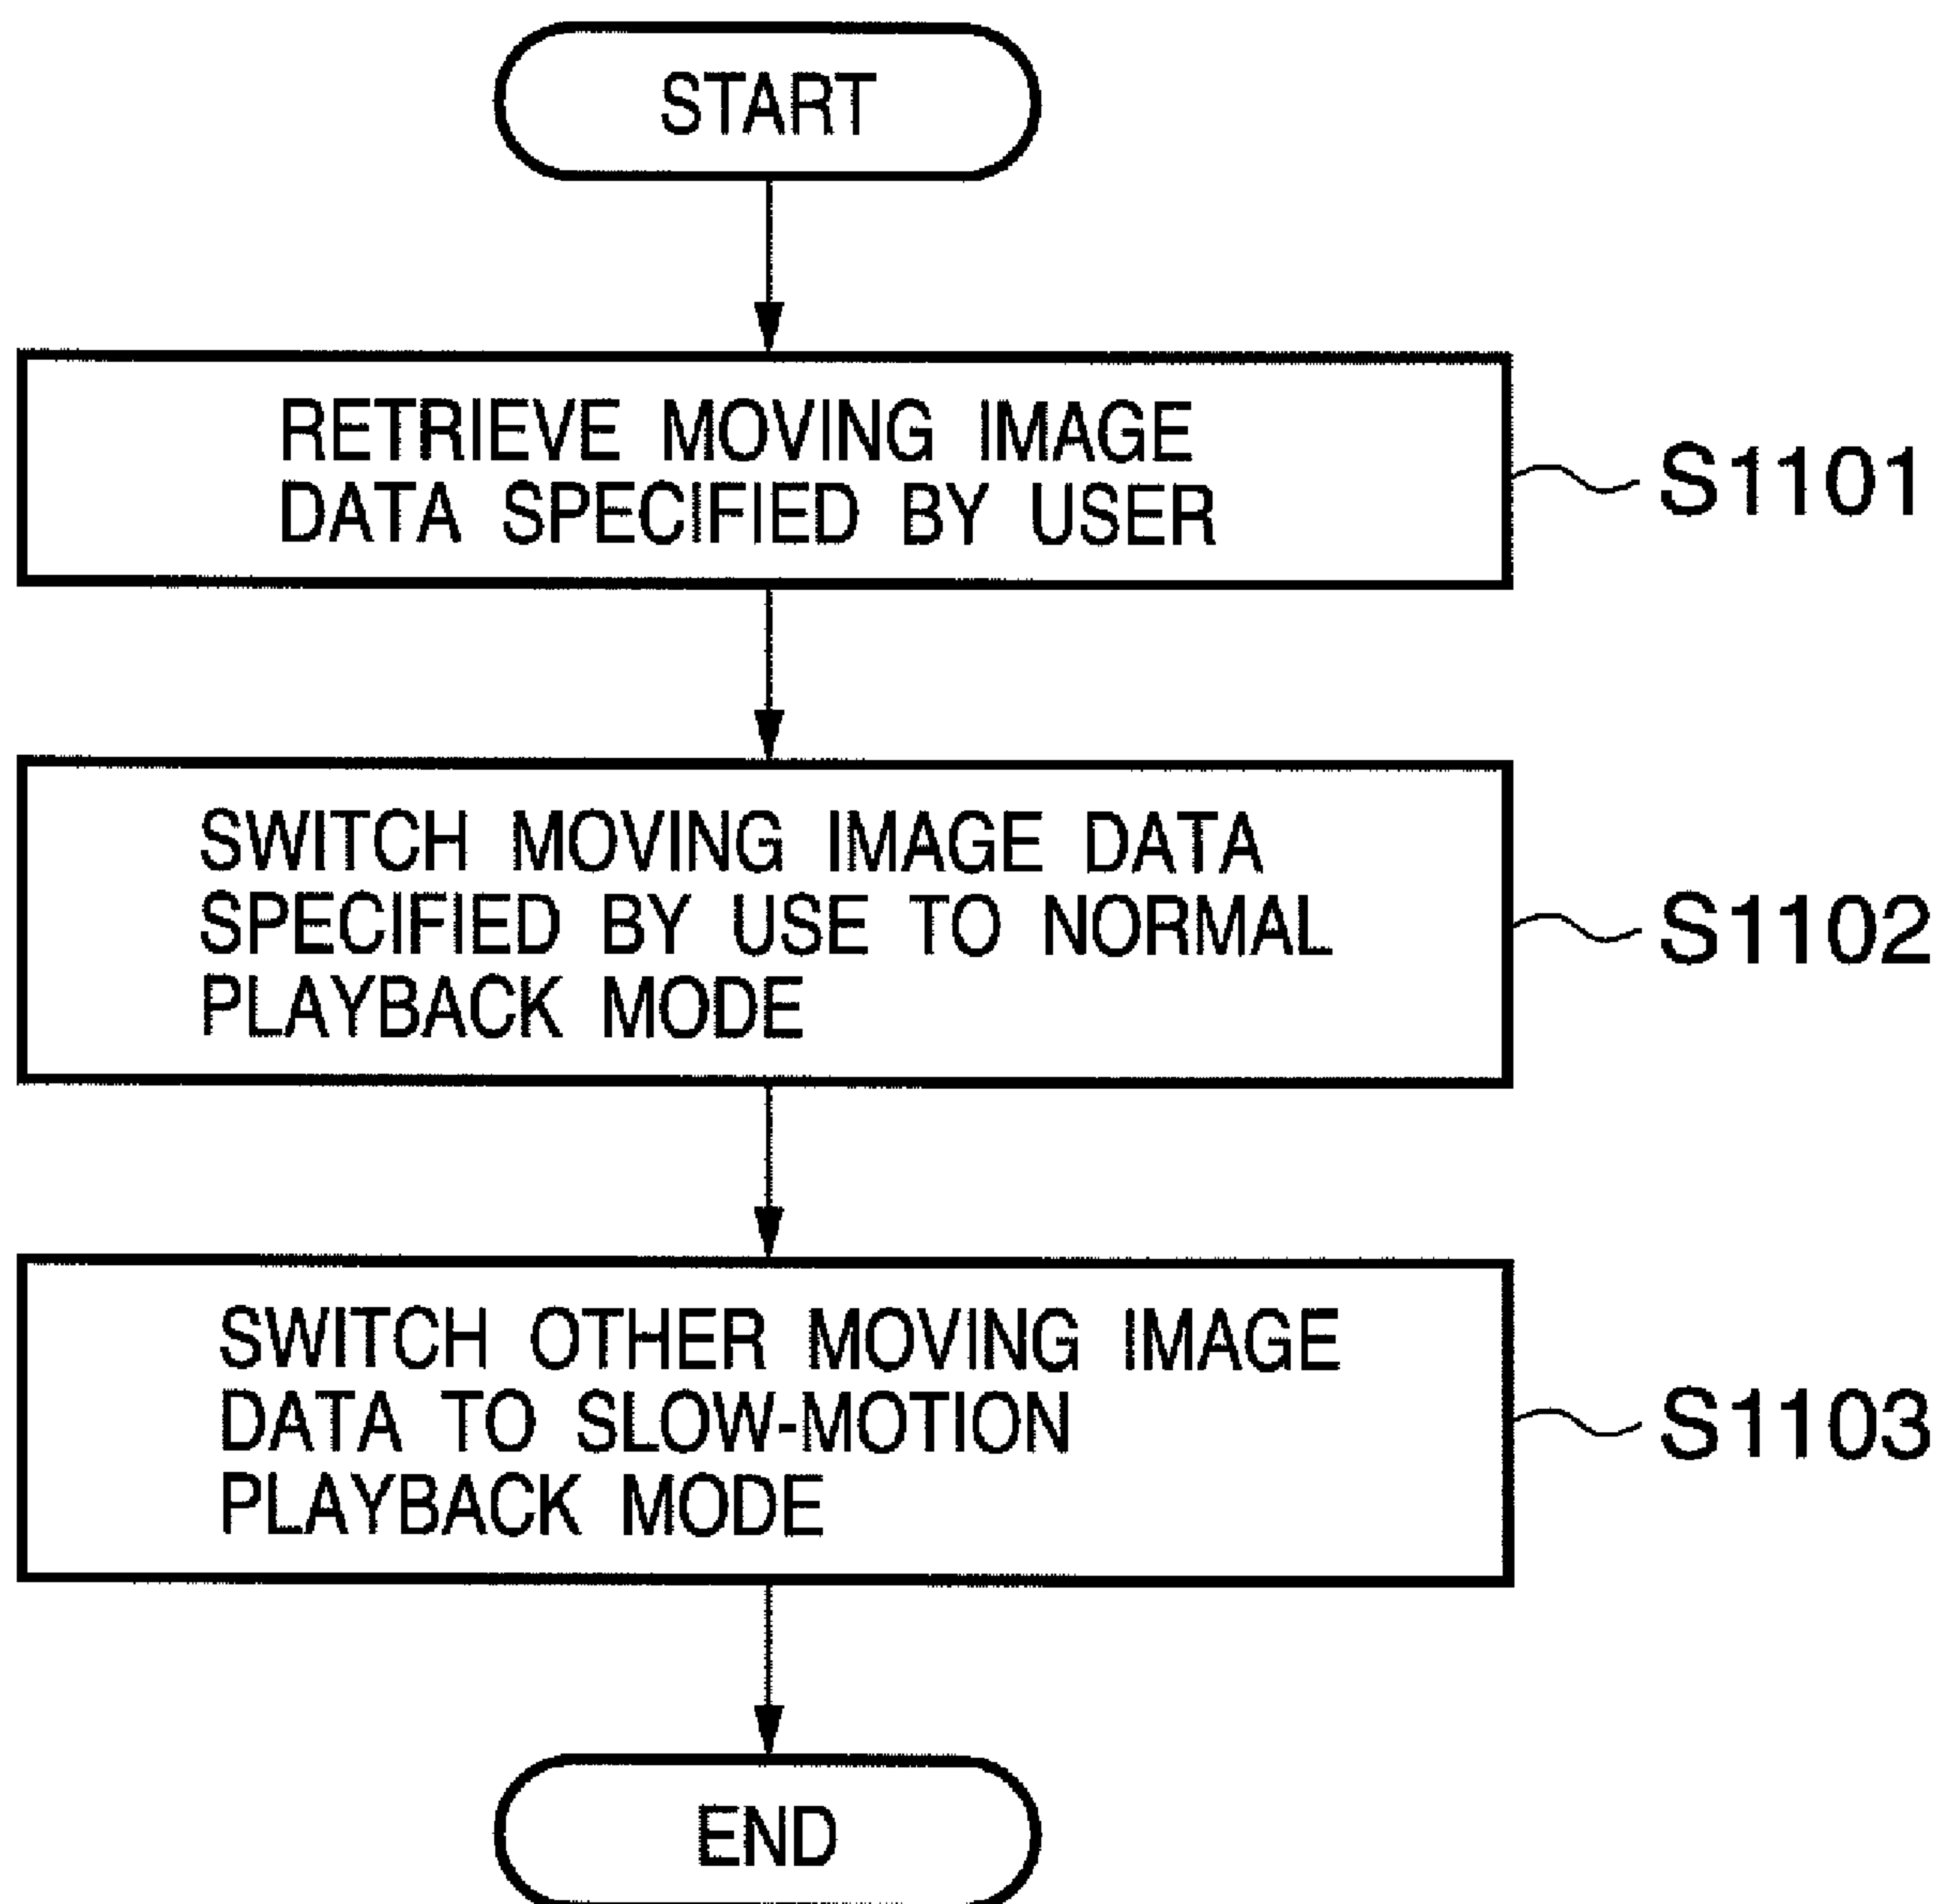 START
RETRIEVE MOVING IMAGE
DATA SPECIFIED BY USER
S1101
SWITCH MOVING IMAGE DATA
SPECIFIED BY USE TO NORMAL
PLAYBACK MODE
S1102
SWITCH OTHER MOVING IMAGE
DATA TO SLOW-MOTION
PLAYBACK MODE
S1103
END